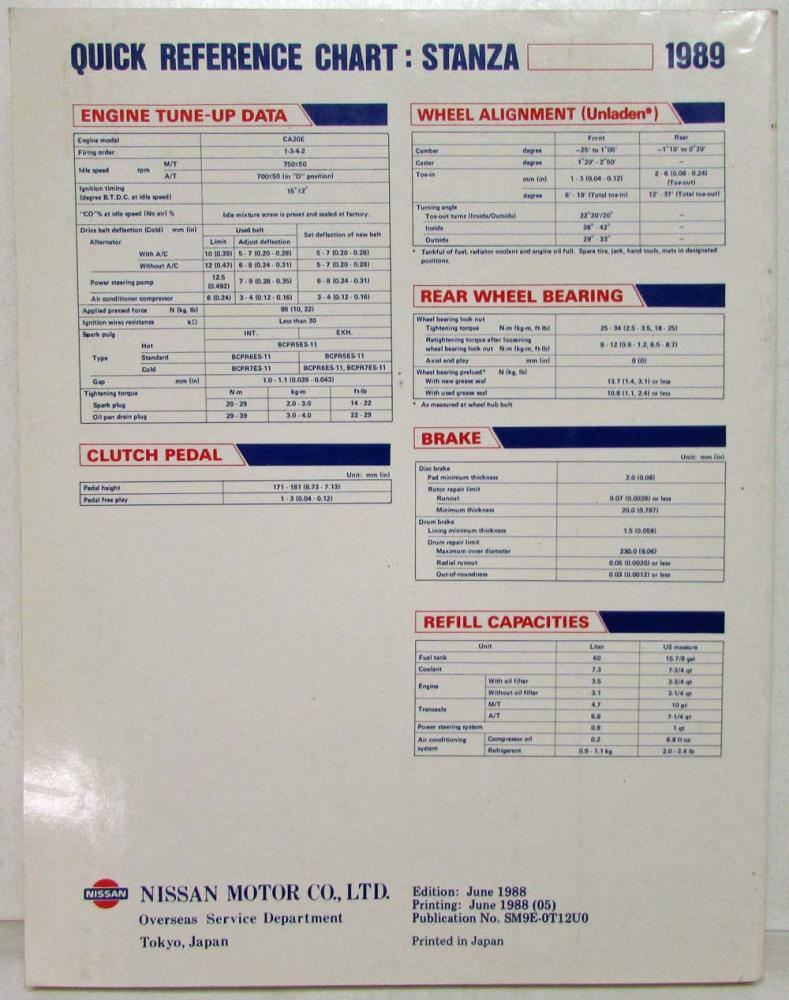 QUICK REFERENCE CHART : STANZA 1989
ENGINE TUNE-UP DATA
Engine model CA20E
Firing order 1-3-4-2
Idle speed rpm M/T 750±50
A/T 700±50 (in "D" position)
Ignition timing
(degree B.T.D.C. at idle speed) 15°±2°
"CO"% at idle speed (No air) % Idle mixture screw is preset and sealed at factory.
Drive belt deflection (Cold) mm (in) Used belt Set deflection of new belt
Alternator Limit Adjust deflection
With A/C 10 (0.39) 5 - 7 (0.20 - 0.28) 5 - 7 (0.20 - 0.28)
Without A/C 12 (0.47) 6 - 8 (0.24 - 0.31) 5 - 7 (0.20 - 0.28)
Power steering pump 12.5 (0.492) 7 - 9 (0.28 - 0.35) 6 - 8 (0.24 - 0.31)
Air conditioner compressor 6 (0.24) 3 - 4 (0.12 - 0.16) 3 - 4 (0.12 - 0.16)
Applied pressed force N (kg, lb) 98 (10, 22)
Ignition wires resistance kΩ Less than 30
Spark pulg INT. EXH.
Hot BCPR5ES-11
Type Standard BCPR6ES-11 BCPR5ES-11
Cold BCPR7ES-11 BCPR6ES-11, BCPR7ES-11
Gap mm (in) 1.0 - 1.1 (0.039 - 0.043)
Tightening torque N·m kg-m ft-lb
Spark plug 20 - 29 2.0 - 3.0 14 - 22
Oil pan drain plug 29 - 39 3.0 - 4.0 22 - 29
CLUTCH PEDAL
Unit: mm (in)
Pedal height 171 - 181 (6.73 - 7.13)
Pedal free play 1 - 3 (0.04 - 0.12)
WHEEL ALIGNMENT (Unladen*)
Front Rear
Camber degree -25' to 1°05' -1°10' to 0°20'
Caster degree 1°20' - 2°50' –
Toe-in mm (in) 1 - 3 (0.04 - 0.12) 2 - 6 (0.08 - 0.24)
(Toe-out)
degree 6' - 19' (Total toe-in) 12' - 37' (Total toe-out)
Turning angle
Toe-out turns (Inside/Outside) 22°20'/20° –
Inside 38° - 42° –
Outside 29° - 33° –
* Tankful of fuel, radiator coolant and engine oil full. Spare tire, jack, hand tools, mats in designated
positions.
REAR WHEEL BEARING
Wheel bearing lock nut
Tightening torque N·m (kg-m, ft-lb) 25 - 34 (2.5 - 3.5, 18 - 25)
Retightening torque after loosening
wheel bearing lock nut N·m (kg-m, ft-lb) 9 - 12 (0.9 - 1.2, 6.5 - 8.7)
Axial end play mm (in) 0 (0)
Wheel bearing preload* N (kg, lb)
With new grease seal 13.7 (1.4, 3.1) or less
With used grease seal 10.8 (1.1, 2.4) or less
* As measured at wheel hub bolt
BRAKE
Unit: mm (in)
Disc brake
Pad minimum thickness 2.0 (0.08)
Rotor repair limit
Runout 0.07 (0.0028) or less
Minimum thickness 20.0 (0.787)
Drum brake
Lining minimum thickness 1.5 (0.059)
Drum repair limit
Maximum inner diameter 230.0 (9.06)
Radial runout 0.05 (0.0020) or less
Out-of-roundness 0.03 (0.0012) or less
REFILL CAPACITIES
Unit Liter US measure
Fuel tank 60 15-7/8 gal
Coolant 7.3 7-3/4 qt
Engine With oil filter 3.5 3-3/4 qt
Without oil filter 3.1 3-1/4 qt
Transaxle M/T 4.7 10 pt
A/T 6.8 7-1/4 qt
Power steering system 0.9 1 qt
Air conditioning system Compressor oil 0.2 6.8 fl oz
Refrigerant 0.9 - 1.1 kg 2.0 - 2.4 lb
NISSAN
NISSAN MOTOR CO., LTD.
Overseas Service Department
Tokyo, Japan
Edition: June 1988
Printing: June 1988 (05)
Publication No. SM9E-0T12U0
Printed in Japan